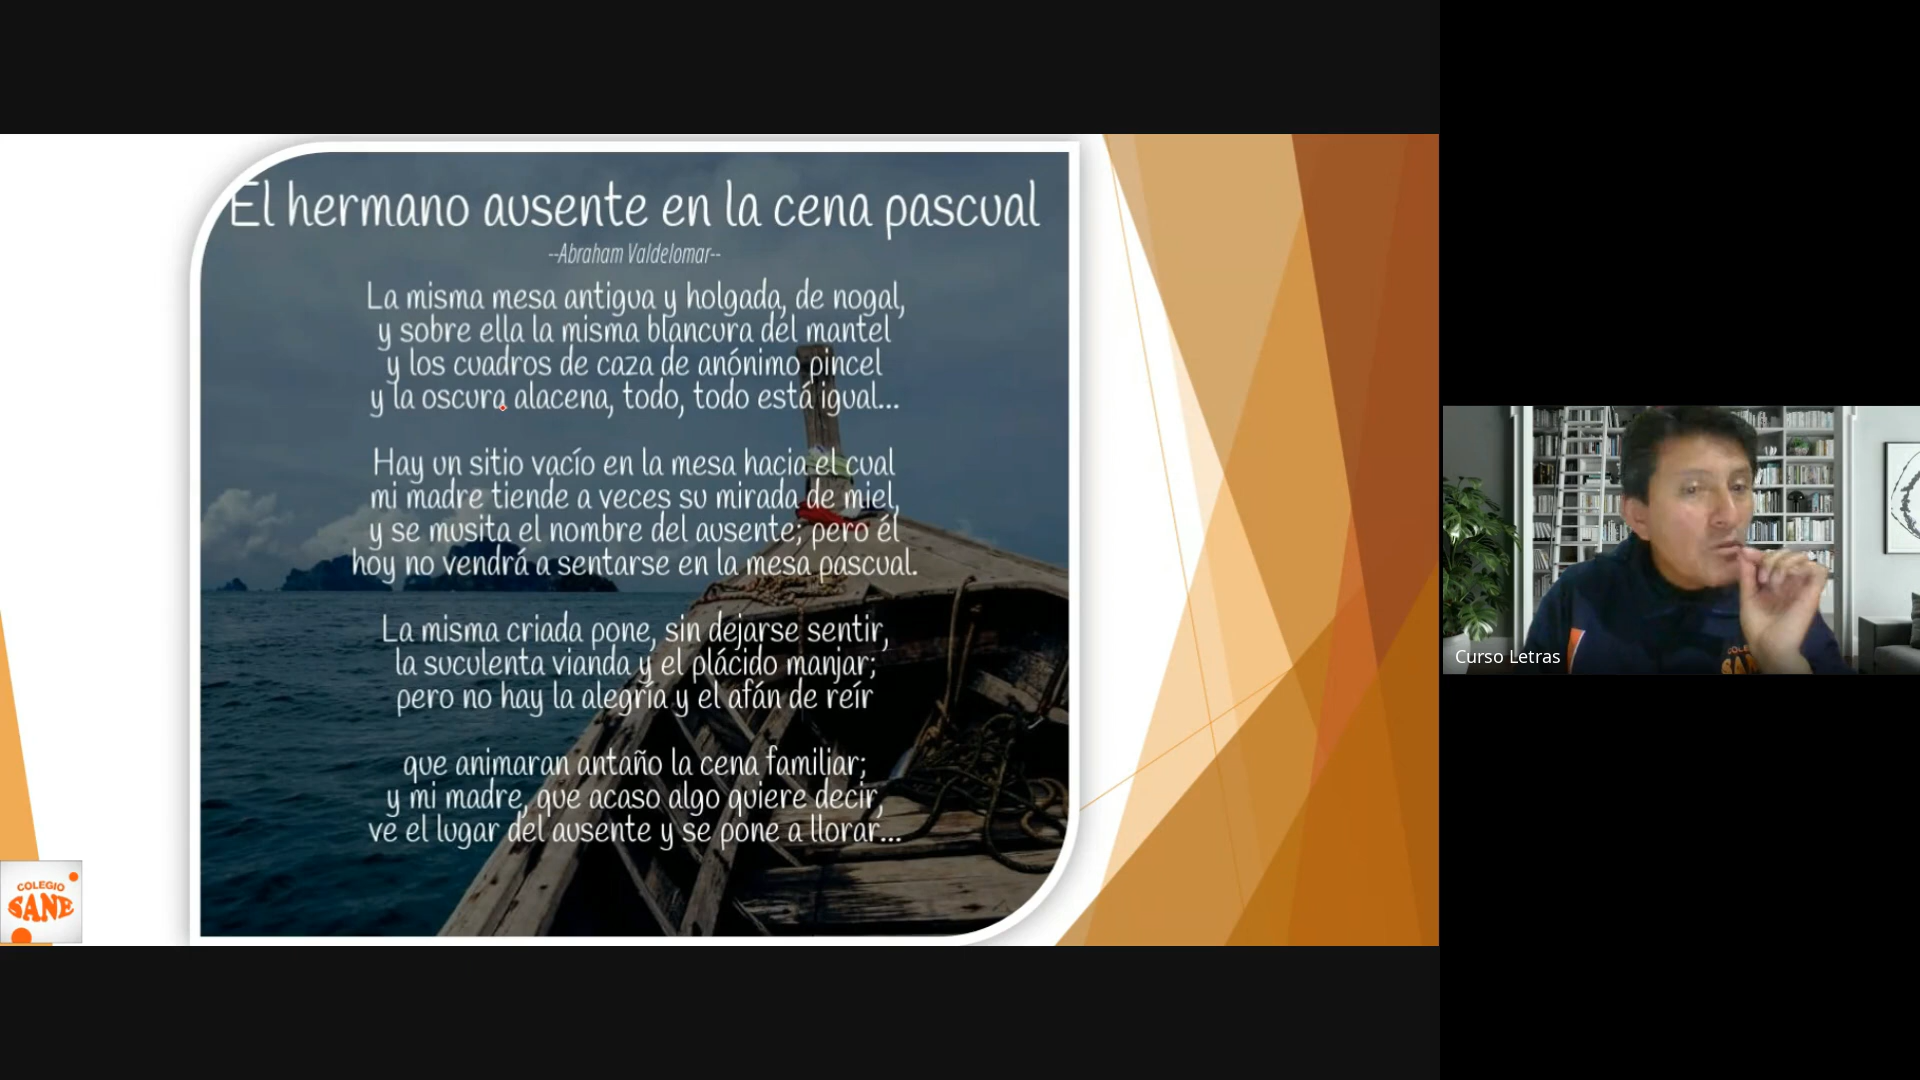 El hermano ausente en la cena pascual
--Abraham Valdelomar--
La misma mesa antigua y holgada, de nogal,
y sobre ella la misma blancura del mantel
y los cuadros de caza de anónimo pincel
y la oscura alacena, todo, todo está igual...
Hay un sitio vacío en la mesa hacia el cual
mi madre tiende a veces su mirada de miel,
y se musita el nombre del ausente; pero él
hoy no vendrá a sentarse en la mesa pascual.
La misma criada pone, sin dejarse sentir,
la suculenta vianda y el plácido manjar;
pero no hay la alegría y el afán de reír
que animaran antaño la cena familiar;
y mi madre, que acaso algo quiere decir,
ve el lugar del ausente y se pone a llorar...
COLEGIO
SANE
Curso Letras